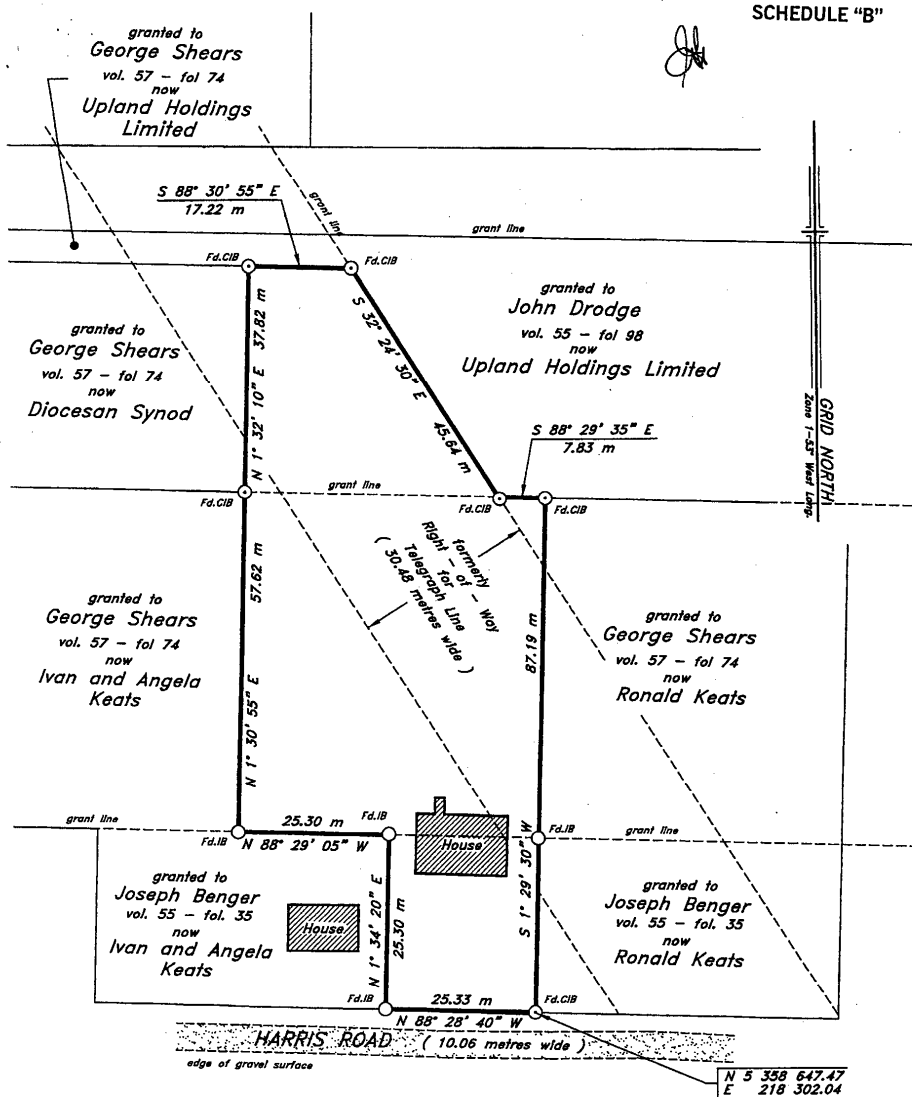 SCHEDULE “B”
granted to
George Shears
vol. 57 – fol 74
now
Upland Holdings
Limited
S 88° 30' 55" E
17.22 m
grant line
grant line
Fd.CIB
Fd.CIB
granted to
John Drodge
vol. 55 – fol 98
now
Upland Holdings Limited
GRID NORTH
Zone 1-53° West Long.
granted to
George Shears
vol. 57 – fol 74
now
Diocesan Synod
N 1° 32' 10" E 37.82 m
S 32° 24' 30" E
45.64 m
S 88° 29' 35" E
7.83 m
Fd.CIB
grant line
Fd.CIB
Fd.CIB
formerly
Right – of – Way
for
Telegraph Line
( 30.48 metres wide )
granted to
George Shears
vol. 57 – fol 74
now
Ivan and Angela
Keats
N 1° 30' 55" E 57.62 m
87.19 m
S 1° 29' 30" W
granted to
George Shears
vol. 57 – fol 74
now
Ronald Keats
grant line
Fd.IB
25.30 m
N 88° 29' 05" W
Fd.IB
House
Fd.IB
grant line
granted to
Joseph Benger
vol. 55 – fol. 35
now
Ivan and Angela
Keats
House
N 1° 34' 20" E
25.30 m
granted to
Joseph Benger
vol. 55 – fol. 35
now
Ronald Keats
Fd.IB
25.33 m
N 88° 28' 40" W
Fd.CIB
HARRIS ROAD ( 10.06 metres wide )
edge of gravel surface
N 5 358 647.47
E 218 302.04